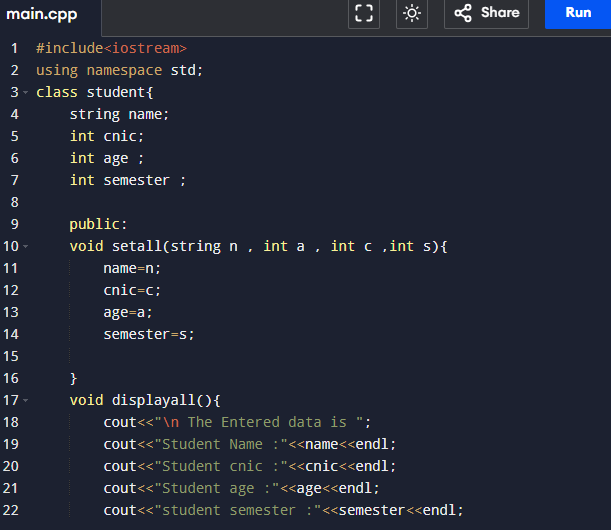 main.cpp Share Run
1 #include<iostream>
2 using namespace std;
3 class student{
4 string name;
5 int cnic;
6 int age ;
7 int semester ;
8
9 public:
10 void setall(string n , int a , int c ,int s){
11 name=n;
12 cnic=c;
13 age=a;
14 semester=s;
15
16 }
17 void displayall(){
18 cout<<"\n The Entered data is ";
19 cout<<"Student Name :"<<name<<endl;
20 cout<<"Student cnic :"<<cnic<<endl;
21 cout<<"Student age :"<<age<<endl;
22 cout<<"student semester :"<<semester<<endl;